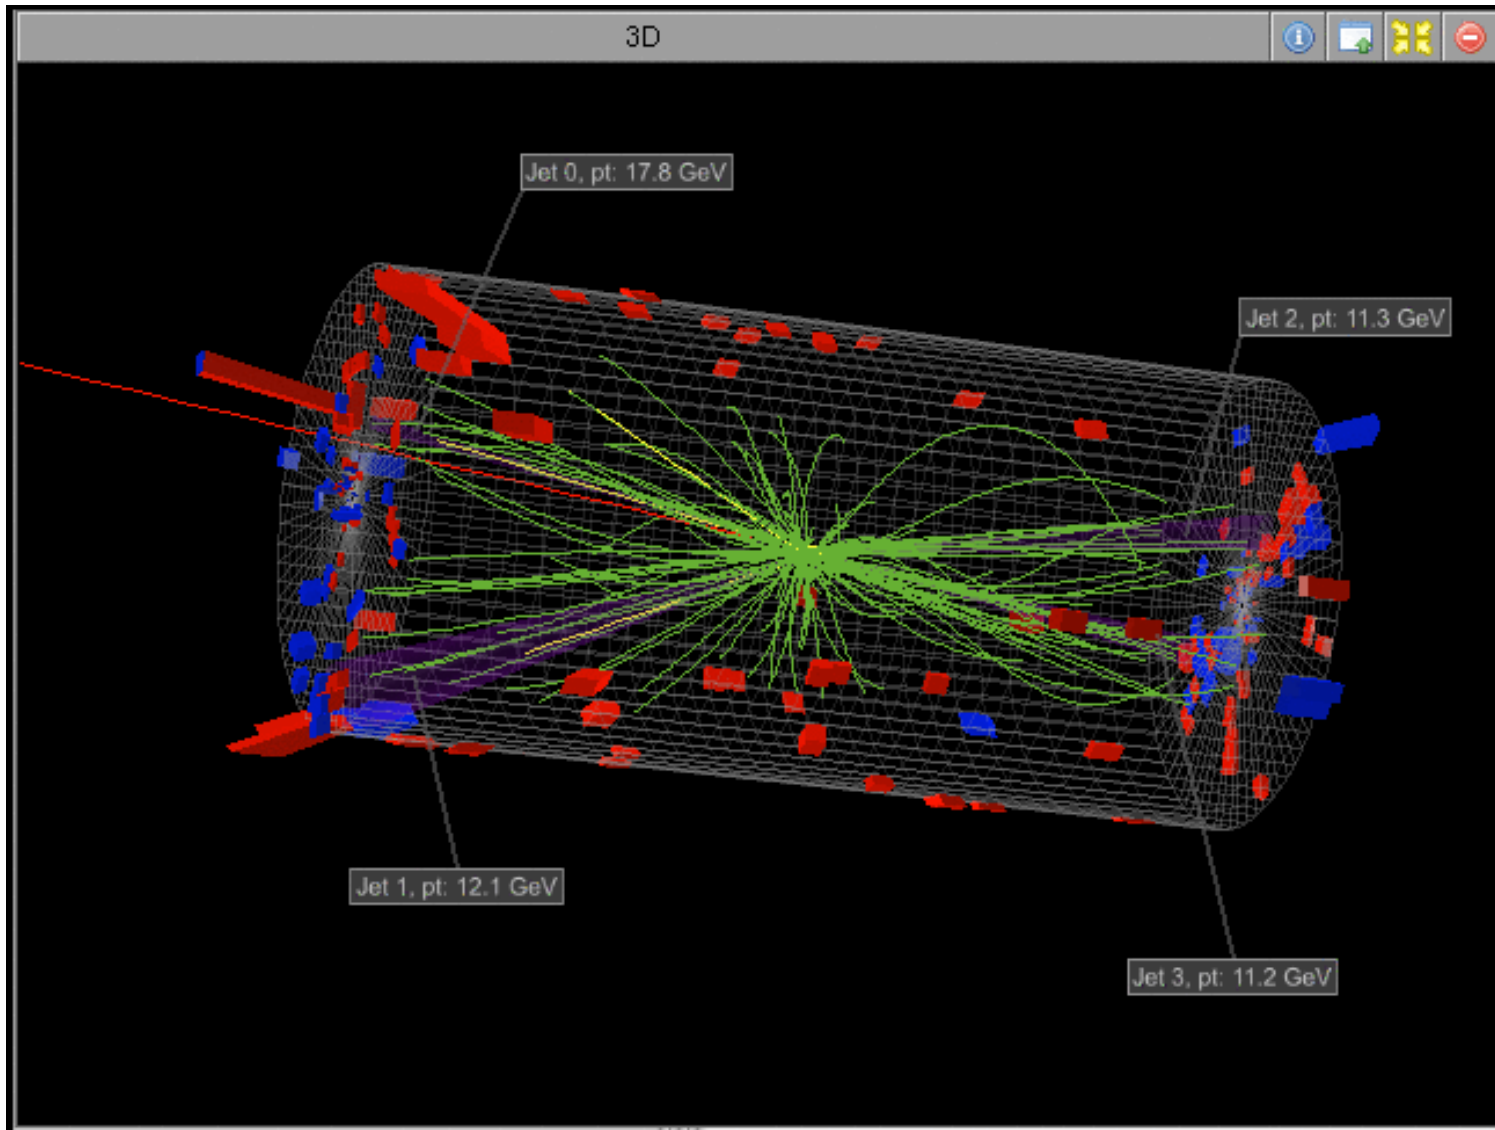 3D
Jet 0, pt: 17.8 GeV
Jet 2, pt: 11.3 GeV
Jet 1, pt: 12.1 GeV
Jet 3, pt: 11.2 GeV